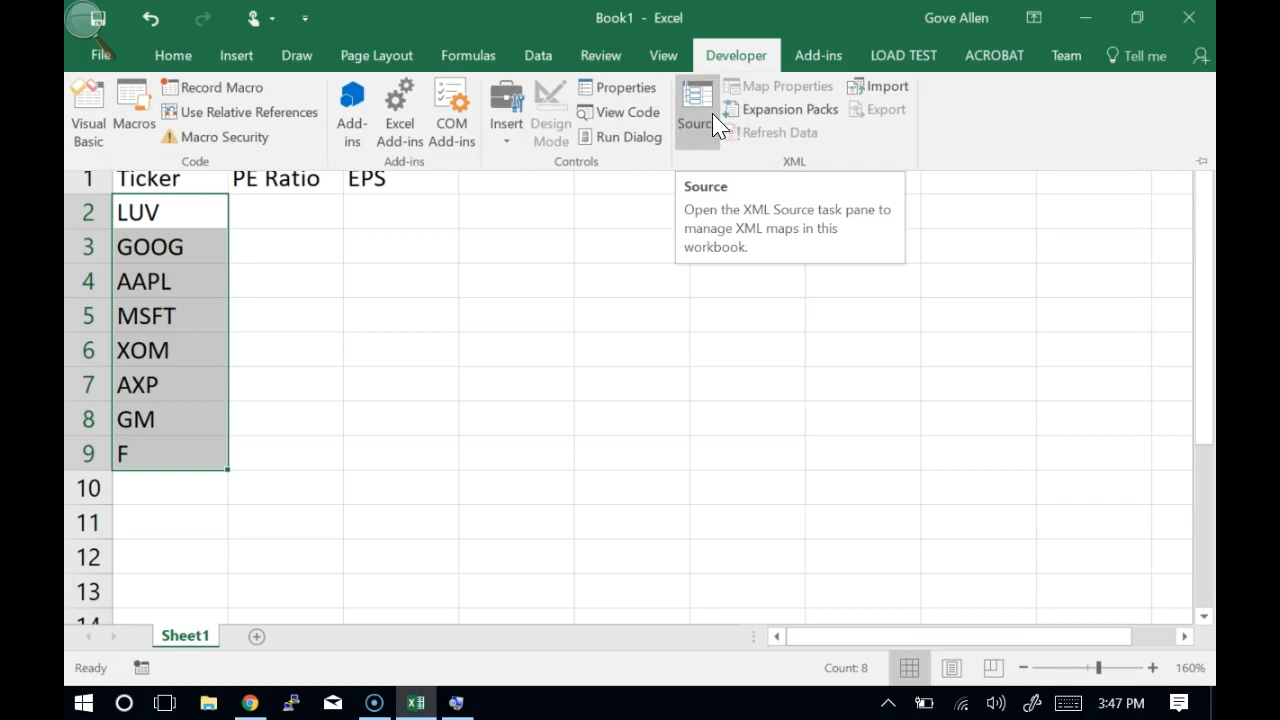 Book1 - Excel
Gove Allen
File Home Insert Draw Page Layout Formulas Data Review View Developer Add-ins LOAD TEST ACROBAT Team Tell me
Visual Basic
Macros
Record Macro
Use Relative References
Macro Security
Code
Add-ins
Excel Add-ins
COM Add-ins
Add-ins
Insert
Design Mode
Properties
View Code
Run Dialog
Controls
Source
Map Properties
Expansion Packs
Refresh Data
Import
Export
XML
Source
Open the XML Source task pane to
manage XML maps in this
workbook.
1 Ticker PE Ratio EPS
2 LUV
3 GOOG
4 AAPL
5 MSFT
6 XOM
7 AXP
8 GM
9 F
10
11
12
13
14
Sheet1
Ready
Count: 8
160%
3:47 PM